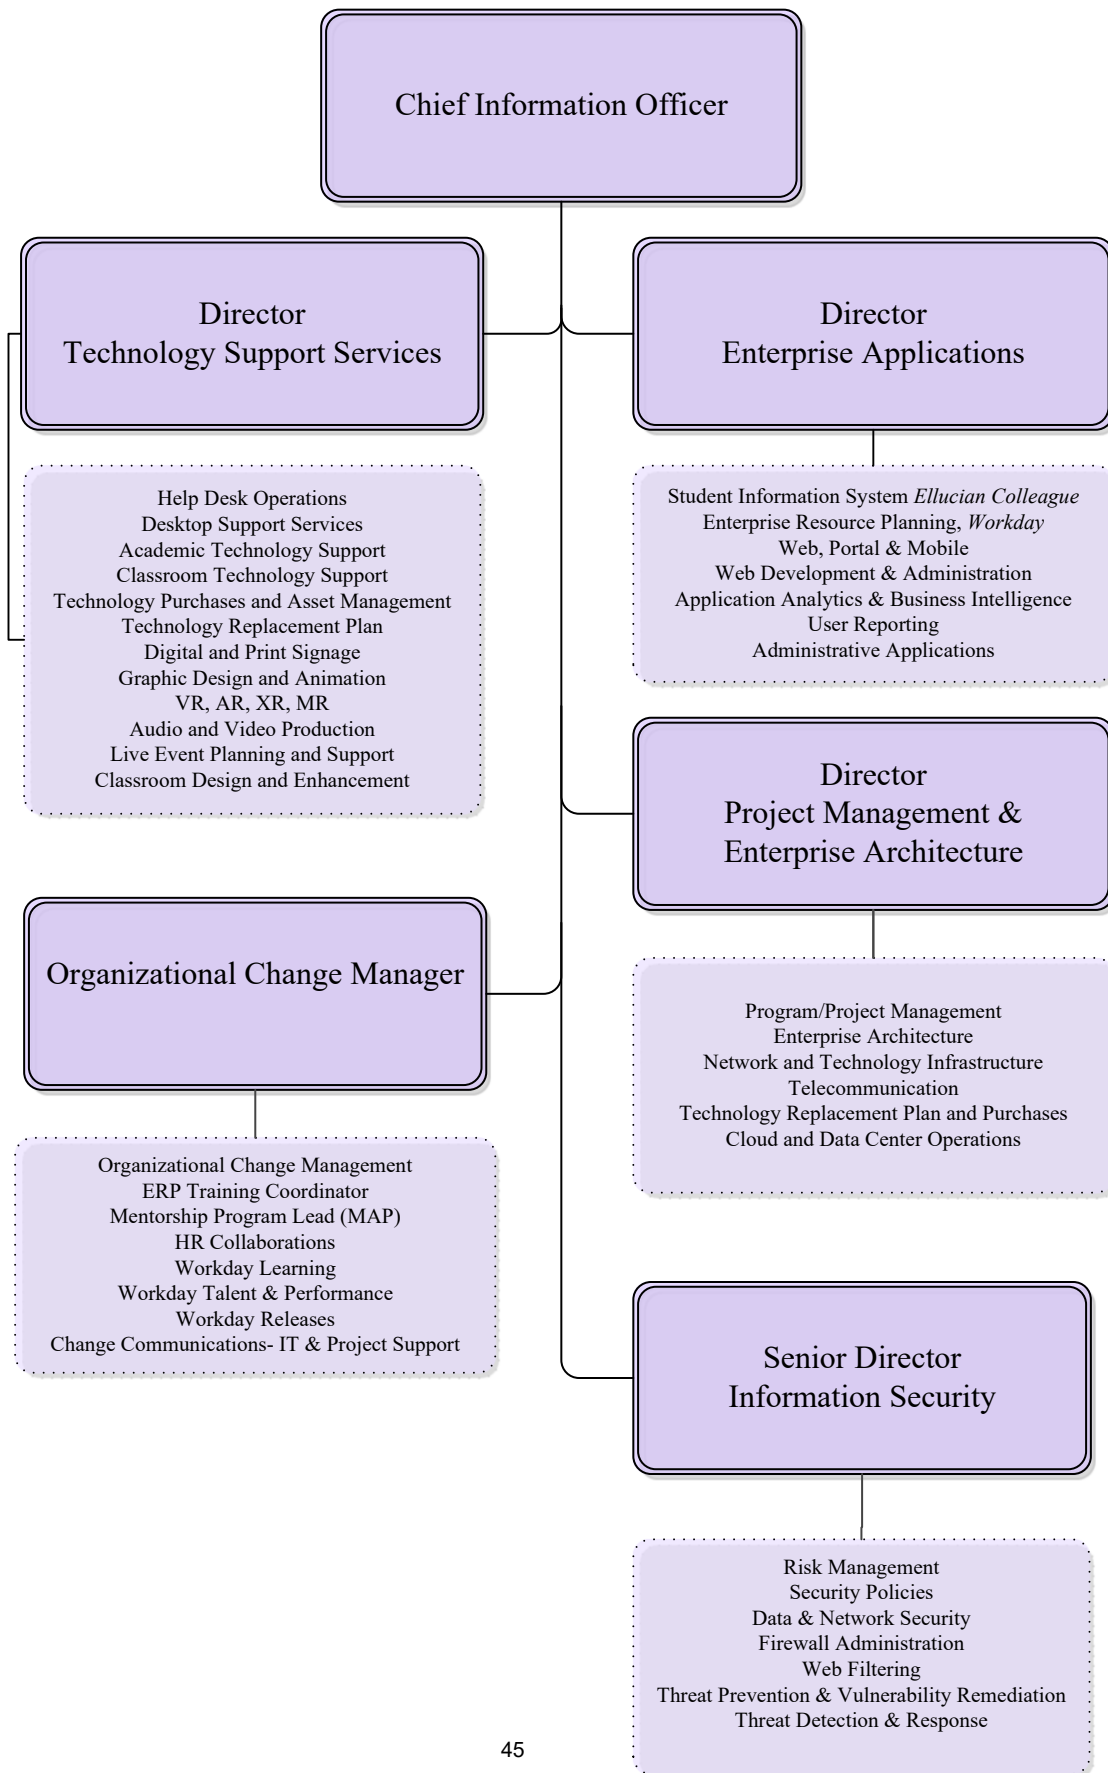 Chief Information Officer
Director
Technology Support Services
Director
Enterprise Applications
Help Desk Operations
Desktop Support Services
Academic Technology Support
Classroom Technology Support
Technology Purchases and Asset Management
Technology Replacement Plan
Digital and Print Signage
Graphic Design and Animation
VR, AR, XR, MR
Audio and Video Production
Live Event Planning and Support
Classroom Design and Enhancement
Student Information System Ellucian Colleague
Enterprise Resource Planning, Workday
Web, Portal & Mobile
Web Development & Administration
Application Analytics & Business Intelligence
User Reporting
Administrative Applications
Director
Project Management &
Enterprise Architecture
Organizational Change Manager
Program/Project Management
Enterprise Architecture
Network and Technology Infrastructure
Telecommunication
Technology Replacement Plan and Purchases
Cloud and Data Center Operations
Organizational Change Management
ERP Training Coordinator
Mentorship Program Lead (MAP)
HR Collaborations
Workday Learning
Workday Talent & Performance
Workday Releases
Change Communications- IT & Project Support
Senior Director
Information Security
Risk Management
Security Policies
Data & Network Security
Firewall Administration
Web Filtering
Threat Prevention & Vulnerability Remediation
Threat Detection & Response
45